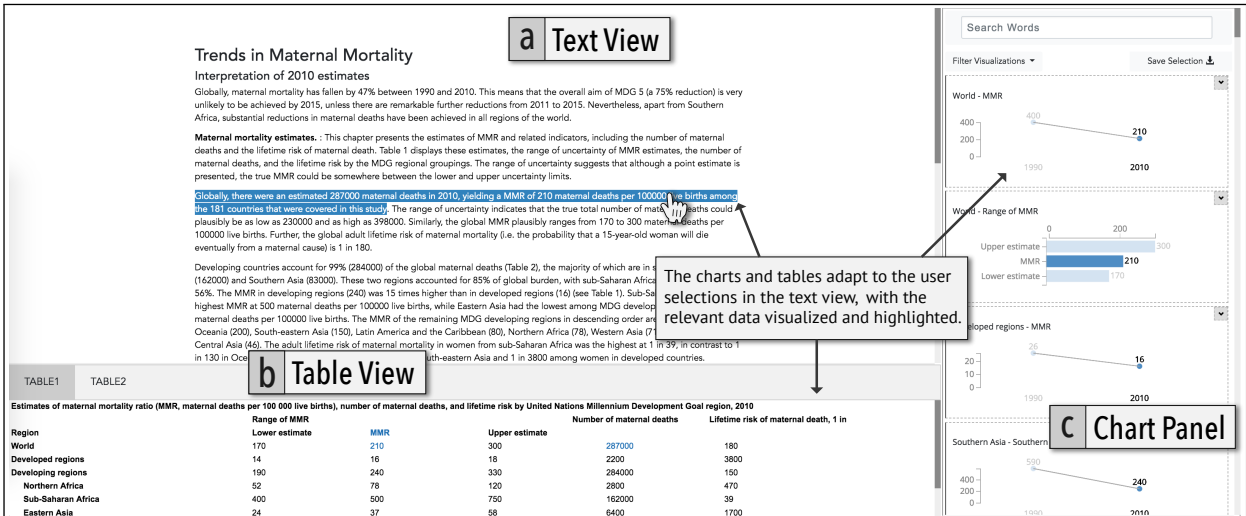 a Text View
Trends in Maternal Mortality
Interpretation of 2010 estimates
Globally, maternal mortality has fallen by 47% between 1990 and 2010. This means that the overall aim of MDG 5 (a 75% reduction) is very
unlikely to be achieved by 2015, unless there are remarkable further reductions from 2011 to 2015. Nevertheless, apart from Southern
Africa, substantial reductions in maternal deaths have been achieved in all regions of the world.
Maternal mortality estimates. : This chapter presents the estimates of MMR and related indicators, including the number of maternal
deaths and the lifetime risk of maternal death. Table 1 displays these estimates, the range of uncertainty of MMR estimates, the number of
maternal deaths, and the lifetime risk by the MDG regional groupings. The range of uncertainty suggests that although a point estimate is
presented, the true MMR could be somewhere between the lower and upper uncertainty limits.
Globally, there were an estimated 287000 maternal deaths in 2010, yielding a MMR of 210 maternal deaths per 100000 live births among
the 181 countries that were covered in this study. The range of uncertainty indicates that the true total number of maternal deaths could
plausibly be as low as 230000 and as high as 398000. Similarly, the global MMR plausibly ranges from 170 to 300 maternal deaths per
100000 live births. Further, the global adult lifetime risk of maternal mortality (i.e. the probability that a 15-year-old woman will die
eventually from a maternal cause) is 1 in 180.
Developing countries account for 99% (284000) of the global maternal deaths (Table 2), the majority of which are in
(162000) and Southern Asia (83000). These two regions accounted for 85% of global burden, with sub-Saharan Africa
56%. The MMR in developing regions (240) was 15 times higher than in developed regions (16) (see Table 1). Sub-
highest MMR at 500 maternal deaths per 100000 live births, while Eastern Asia had the lowest among MDG
maternal deaths per 100000 live births. The MMR of the remaining MDG developing regions in descending order are
Oceania (200), South-eastern Asia (150), Latin America and the Caribbean (80), Northern Africa (78), Western Asia (71
Central Asia (46). The adult lifetime risk of maternal mortality in women from sub-Saharan Africa was the highest at 1 in 39, in contrast to 1
in 130 in uth-eastern Asia and 1 in 3800 among women in developed countries.
The charts and tables adapt to the user
selections in the text view, with the
relevant data visualized and highlighted.
b Table View
TABLE1 TABLE2
Estimates of maternal mortality ratio (MMR, maternal deaths per 100 000 live births), number of maternal deaths, and lifetime risk by United Nations Millennium Development Goal region, 2010
Range of MMR Number of maternal deaths Lifetime risk of maternal death, 1 in
Region Lower estimate MMR Upper estimate
World 170 210 300 287000 180
Developed regions 14 16 18 2200 3800
Developing regions 190 240 330 284000 150
Northern Africa 52 78 120 2800 470
Sub-Saharan Africa 400 500 750 162000 39
Eastern Asia 24 37 58 6400 1700
Search Words
Filter Visualizations Save Selection
World - MMR
400
400
210
200
0
1990 2010
World - Range of MMR
0 200
Upper estimate 300
MMR 210
Lower estimate 170
eloped regions - MMR
26
20
16
10
0
1990 2010
c Chart Panel
Southern Asia - Southern
590
400
240
200
0
1990 2010